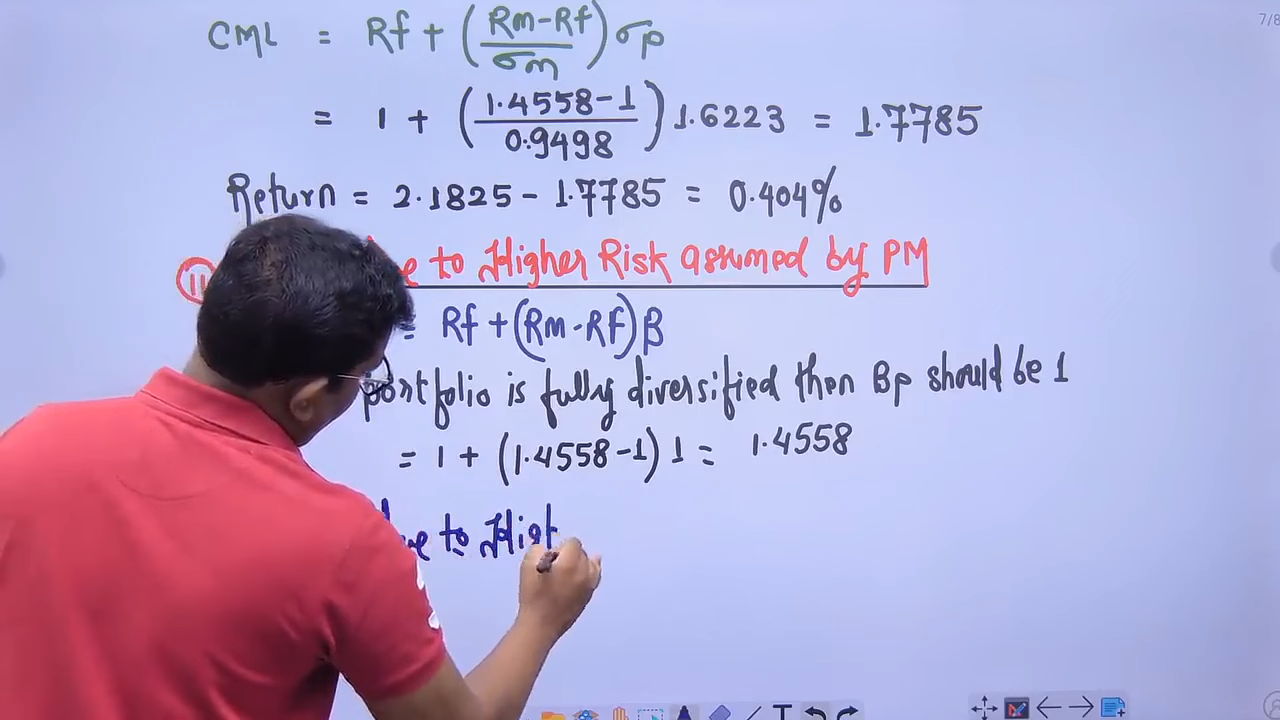 7/8
CML = Rf + (Rm-Rf/σm) σp
= 1 + (1.4558-1/0.9498) 1.6223 = 1.7785
Return = 2.1825 - 1.7785 = 0.404%
to Higher Risk assumed by PM
= Rf + (Rm-Rf) β
portfolio is fully diversified then Bp should be 1
= 1 + (1.4558-1) 1 = 1.4558
to High